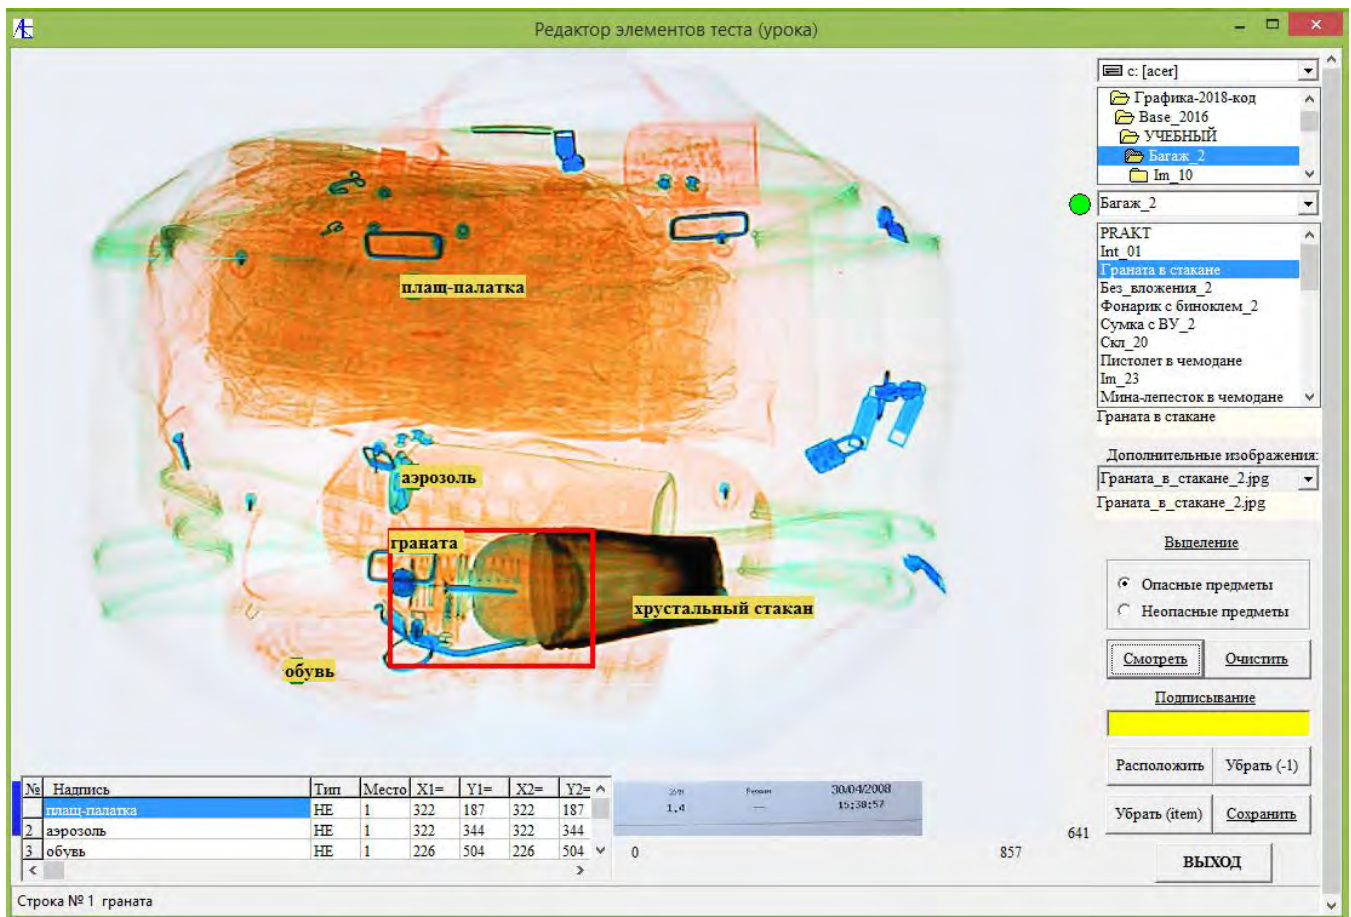 Редактор элементов теста (урока)
c: [acer]
Графика-2018-код
Base_2016
УЧЕБНЫЙ
Багаж_2
Im_10
Багаж_2
PRAKT
Int_01
Граната в стакане
Без_вложения_2
Фонарик с биноклем_2
Сумка с ВУ_2
Скл_20
Пистолет в чемодане
Im_23
Мина-лепесток в чемодане
Граната в стакане
Дополнительные изображения:
Граната_в_стакане_2.jpg
Граната_в_стакане_2.jpg
Выделение
Опасные предметы
Неопасные предметы
Смотреть Очистить
Подписывание
Расположить Убрать (-1)
Убрать (item) Сохранить
ВЫХОД
плащ-палатка
аэрозоль
граната
хрустальный стакан
обувь
№ Надпись Тип Место X1= Y1= X2= Y2=
плащ-палатка НЕ 1 322 187 322 187
2 аэрозоль НЕ 1 322 344 322 344
3 обувь НЕ 1 226 504 226 504
30/04/2008
1.4 15:38:57
641
0 857
Строка № 1 граната